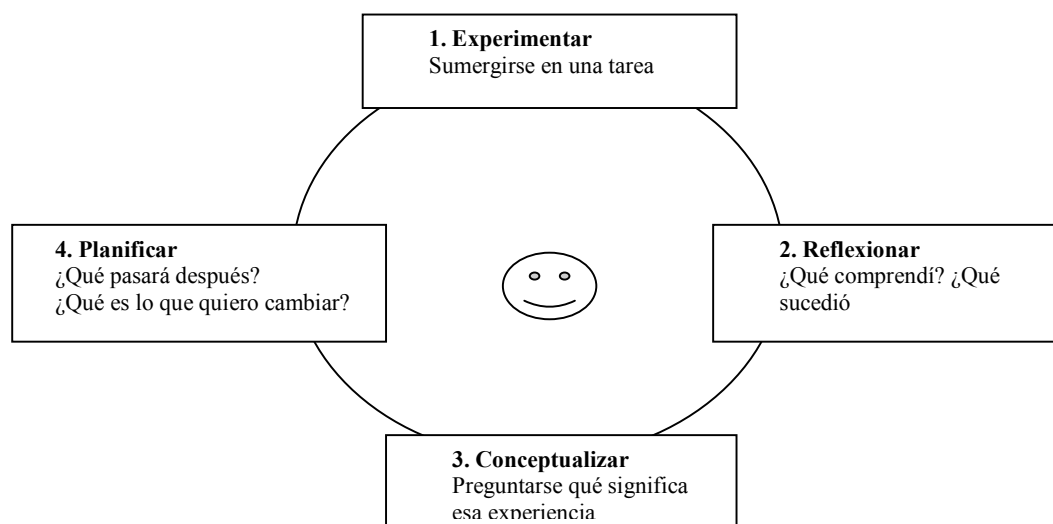 1. Experimentar
Sumergirse en una tarea
4. Planificar
¿Qué pasará después?
¿Qué es lo que quiero cambiar?
2. Reflexionar
¿Qué comprendí? ¿Qué
sucedió
3. Conceptualizar
Preguntarse qué significa
esa experiencia